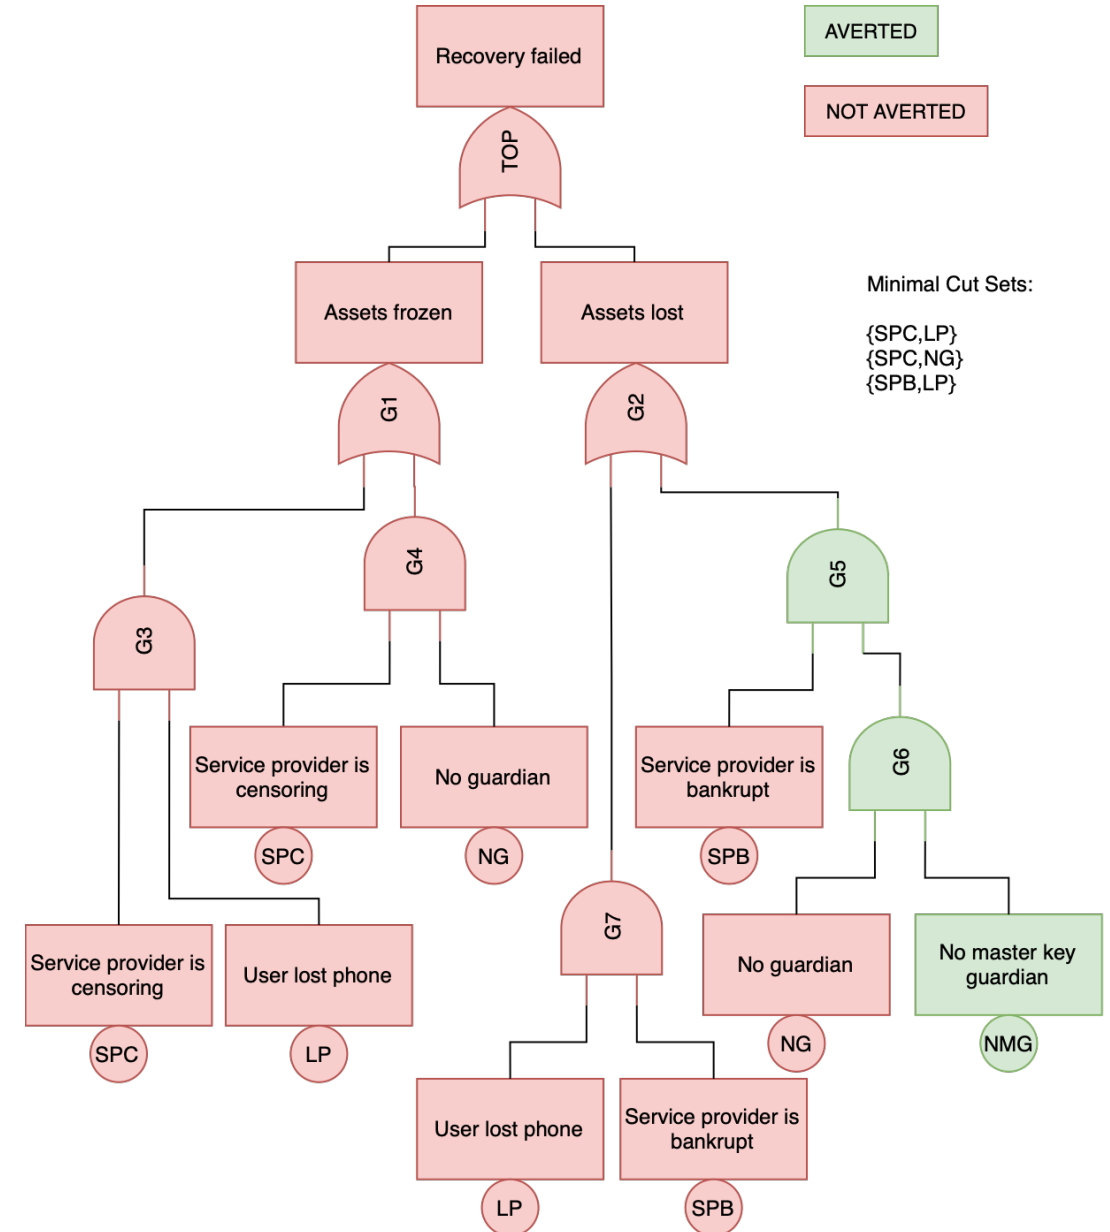 Recovery failed
AVERTED
NOT AVERTED
TOP
Assets frozen
Assets lost
Minimal Cut Sets:
{SPC,LP}
{SPC,NG}
{SPB,LP}
G1
G2
G4
G5
G3
Service provider is
censoring
No guardian
Service provider is
bankrupt
G6
SPC
NG
SPB
G7
Service provider is
censoring
User lost phone
No guardian
No master key
guardian
SPC
LP
NG
NMG
User lost phone
Service provider is
bankrupt
LP
SPB